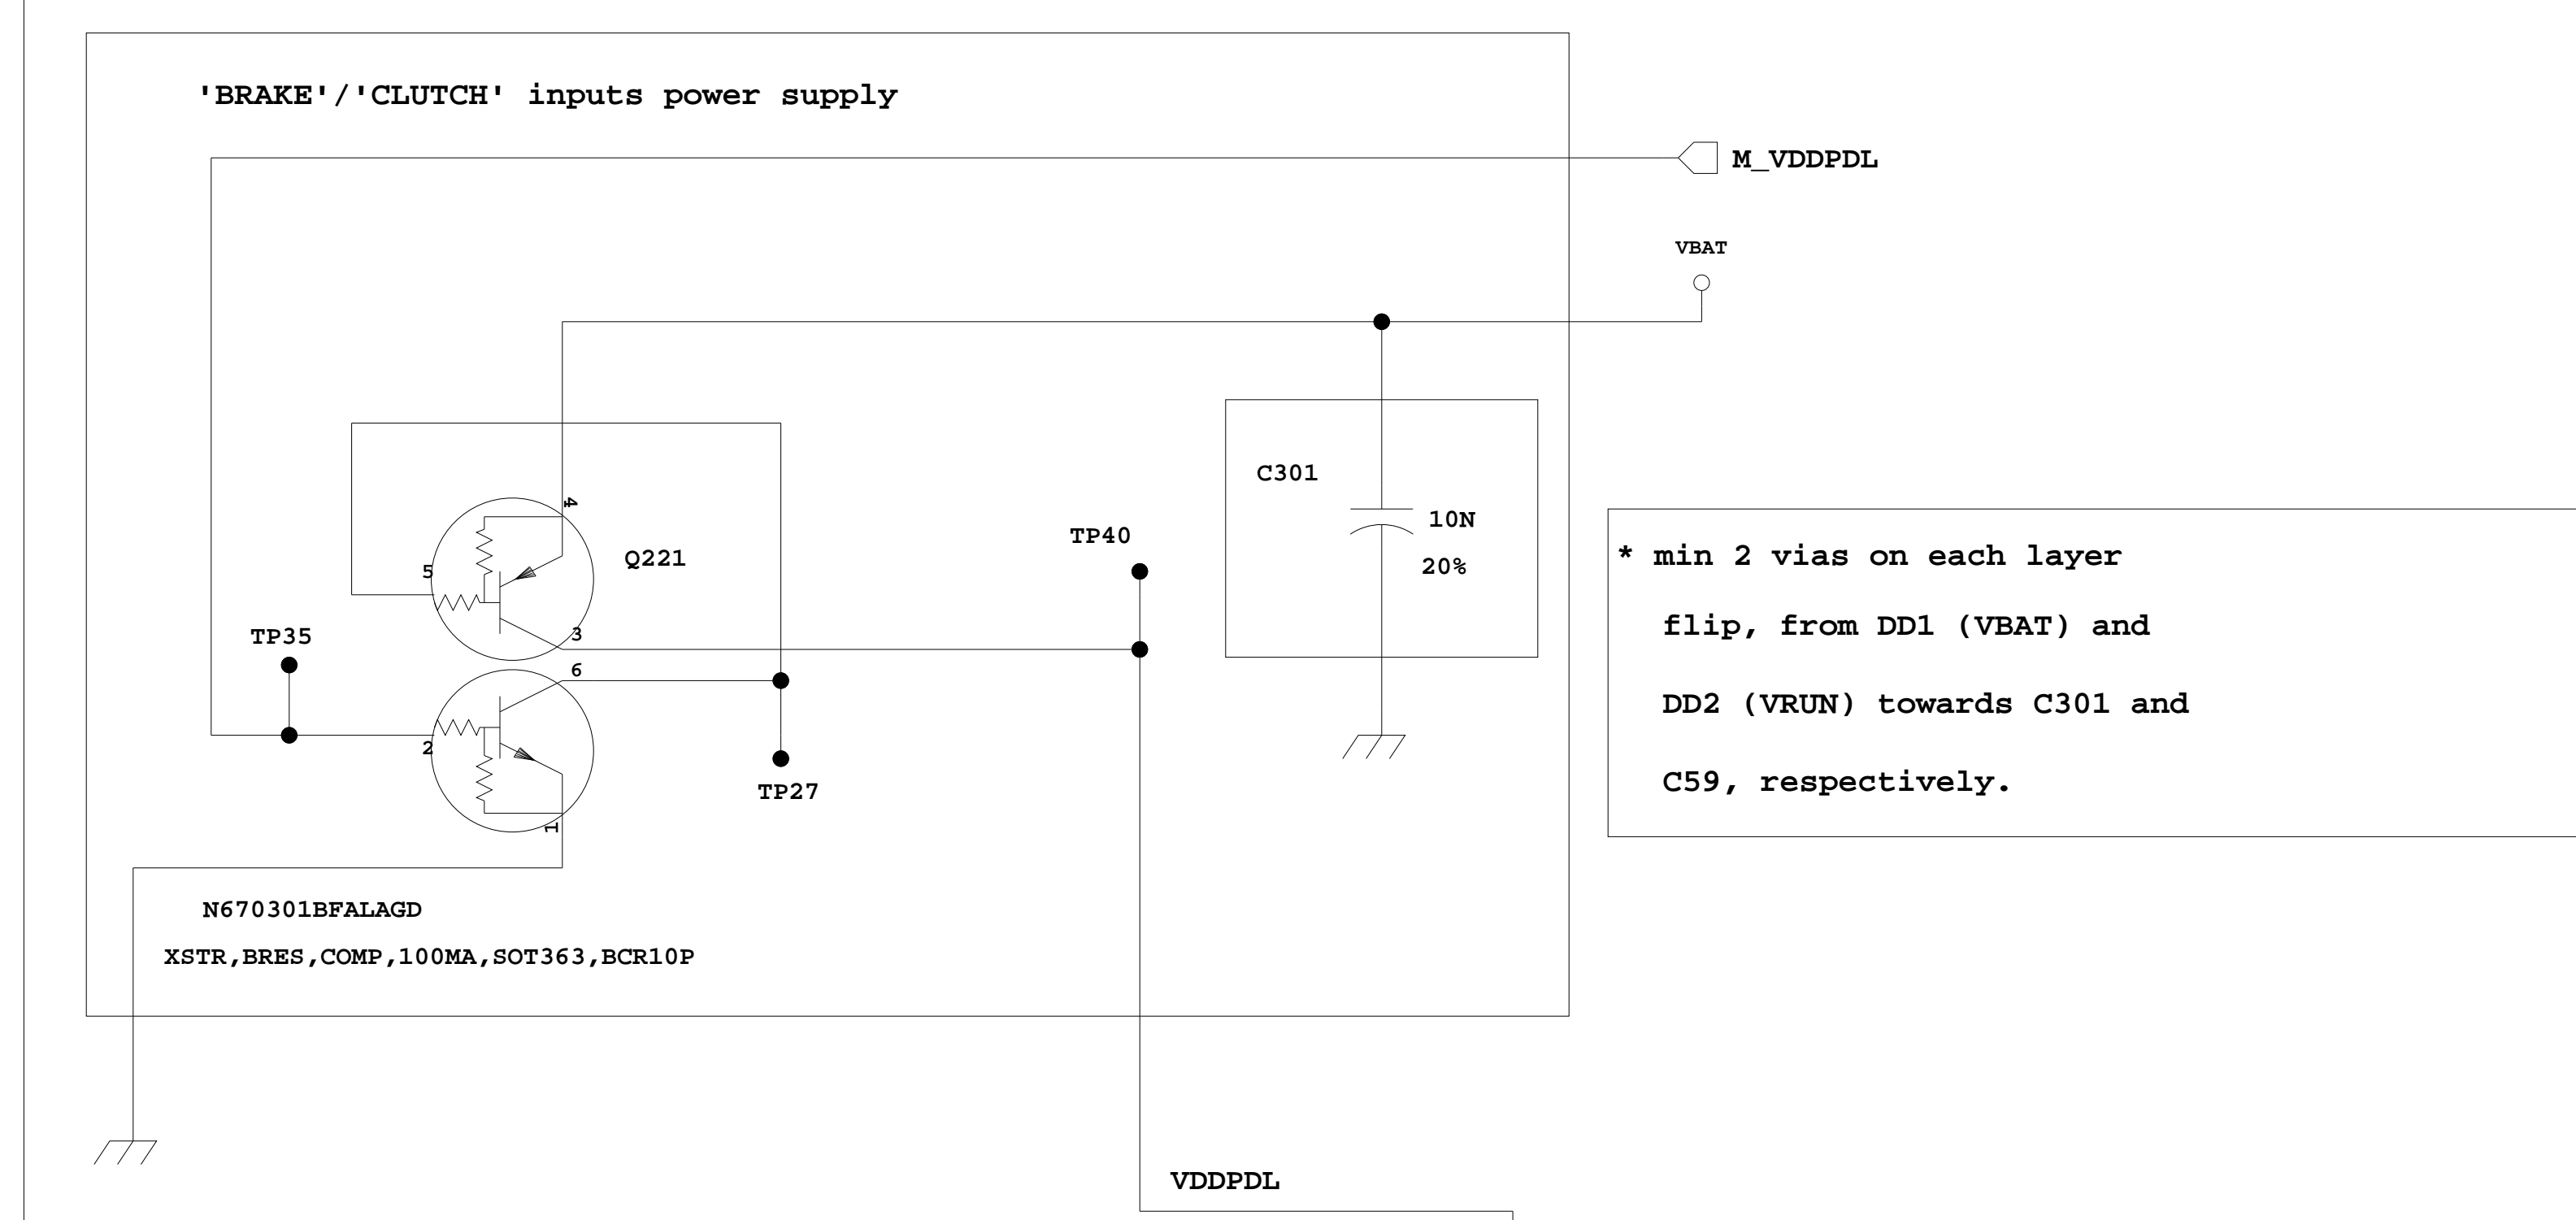 'BRAKE'/'CLUTCH' inputs power supply
M_VDDPDL
VBAT
C301
10N
20%
4
Q221
5
3
TP40
TP35
6
2
1
TP27
* min 2 vias on each layer
flip, from DD1 (VBAT) and
DD2 (VRUN) towards C301 and
C59, respectively.
N670301BFALAGD
XSTR,BRES,COMP,100MA,SOT363,BCR10P
VDDPDL